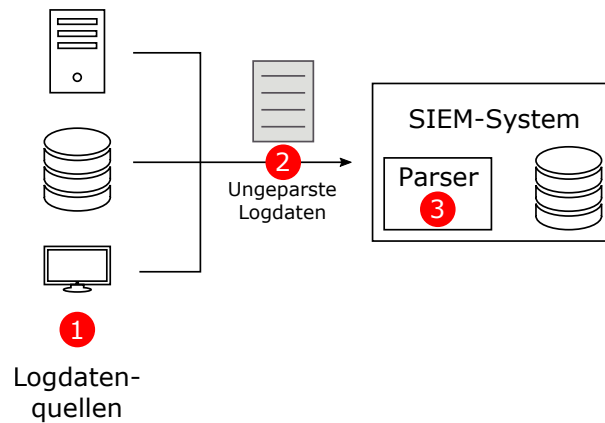 SIEM-System
Parser
3
2
Ungeparste
Logdaten
1
Logdaten-
quellen